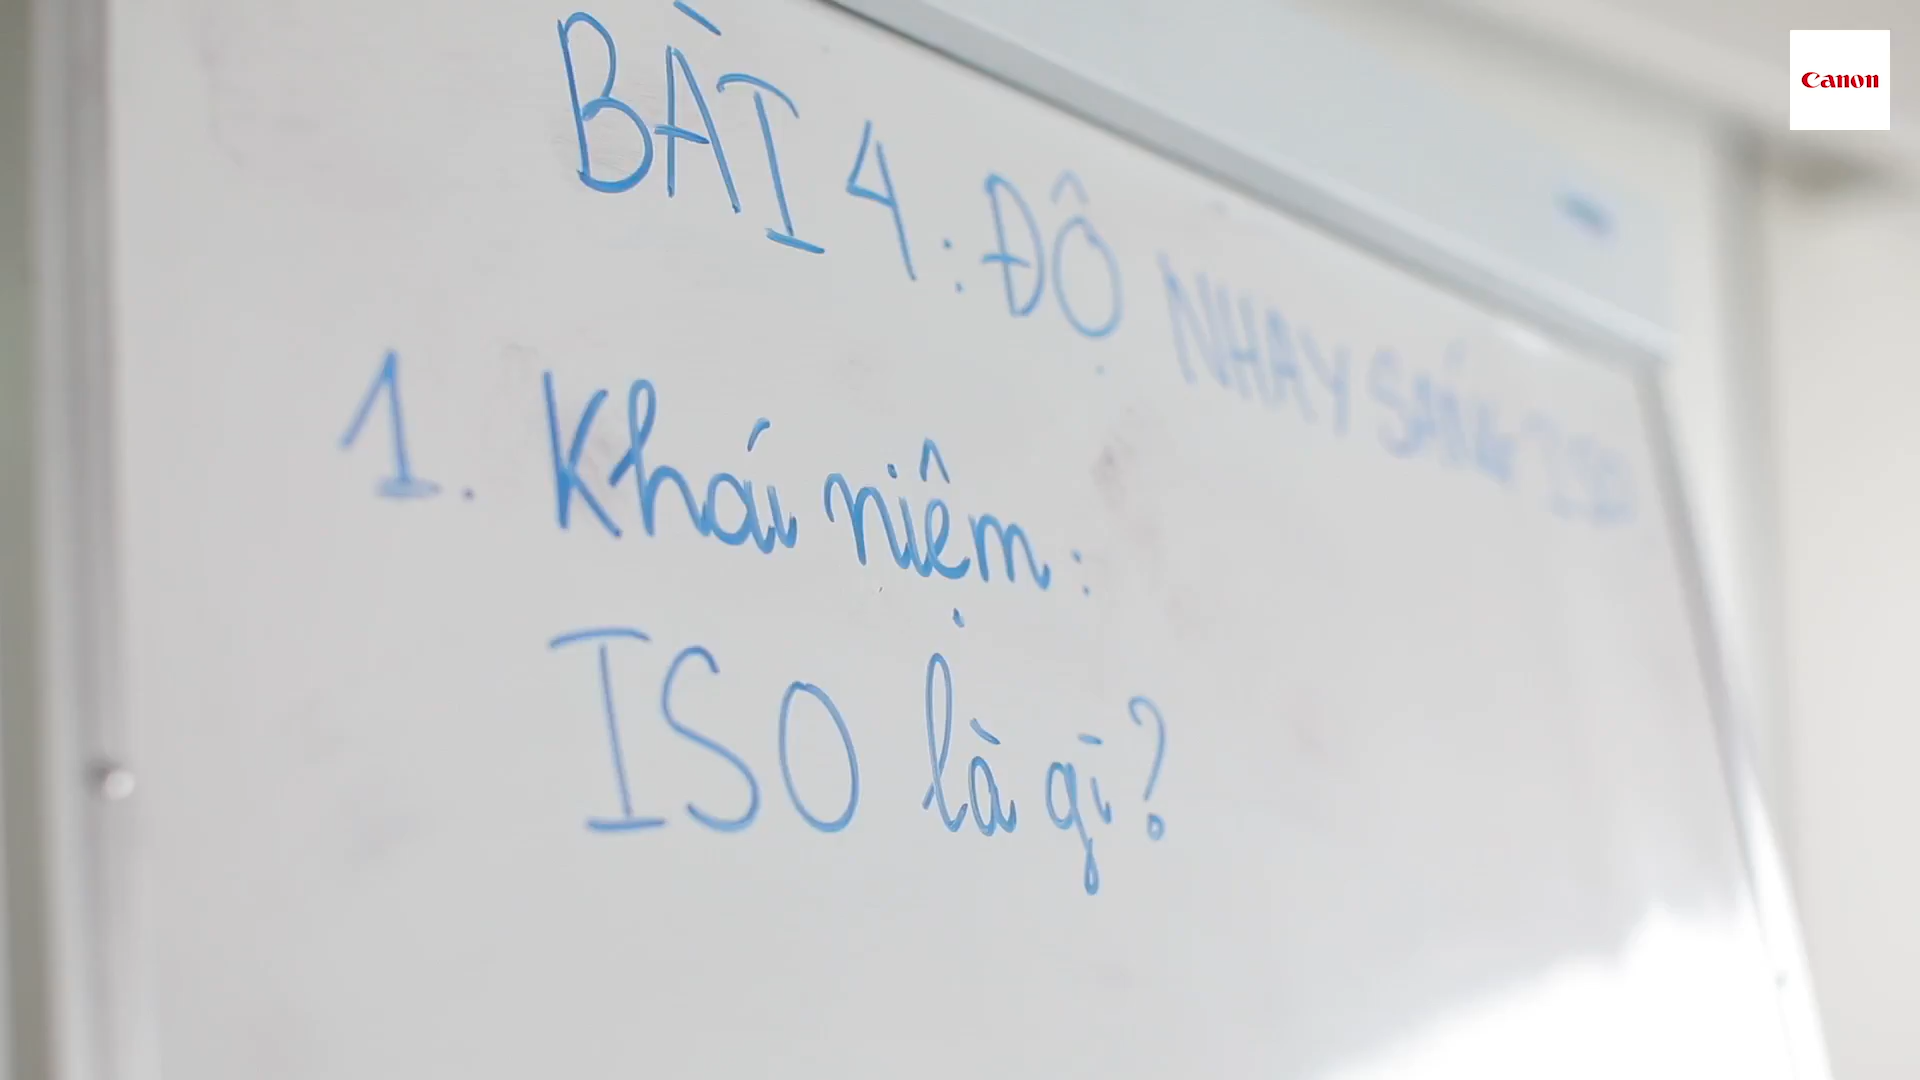 Canon
BÀI 4: ĐỘ NHẠY SÁNG ISO
1. Khái niệm:
ISO là gì?